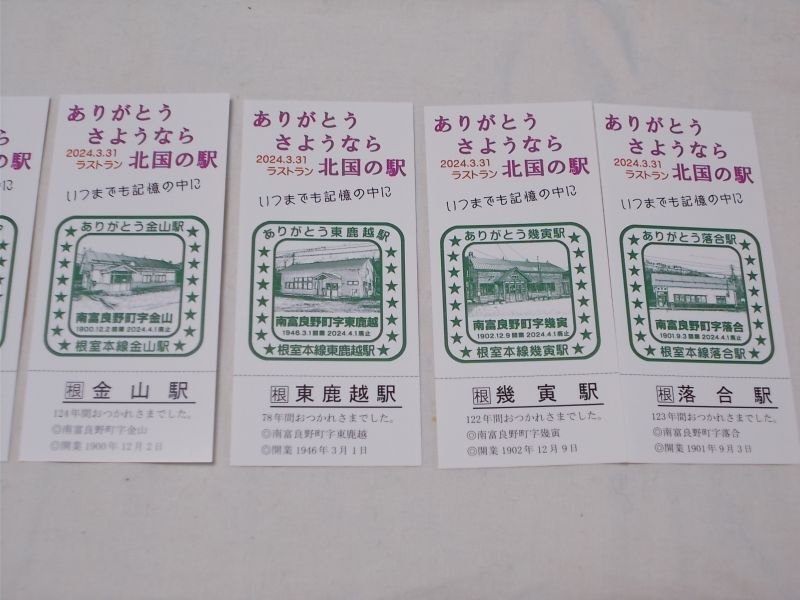 ありがとう
さようなら
2024.3.31
ラストラン
北国の駅
いつまでも記憶の中に
ありがとう金山駅
南富良野町字金山
1900.12.2開業 2024.4.1廃止
根室本線金山駅
根 金山駅
124年間おつかれさまでした。
◎南富良野町字金山
◎開業 1900年12月2日
ありがとう
さようなら
2024.3.31
ラストラン
北国の駅
いつまでも記憶の中に
ありがとう東鹿越駅
南富良野町字東鹿越
1946.3.1開業 2024.4.1廃止
根室本線東鹿越駅
根 東鹿越駅
78年間おつかれさまでした。
◎南富良野町字東鹿越
◎開業 1946年3月1日
ありがとう
さようなら
2024.3.31
ラストラン
北国の駅
いつまでも記憶の中に
ありがとう幾寅駅
南富良野町字幾寅
1902.12.9開業 2024.4.1廃止
根室本線幾寅駅
根 幾寅駅
122年間おつかれさまでした。
◎南富良野町字幾寅
◎開業 1902年12月9日
ありがとう
さようなら
2024.3.31
ラストラン
北国の駅
いつまでも記憶の中に
ありがとう落合駅
南富良野町字落合
1901.9.3開業 2024.4.1廃止
根室本線落合駅
根 落合駅
123年間おつかれさまでした。
◎南富良野町字落合
◎開業 1901年9月3日